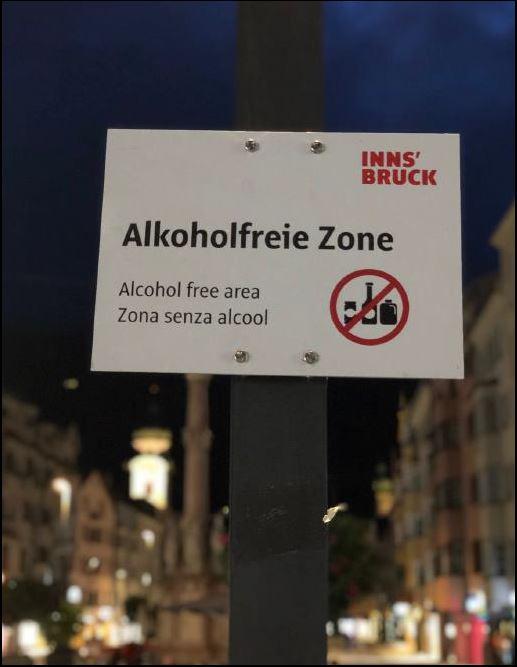 INNS'
BRUCK
Alkoholfreie Zone
Alcohol free area
Zona senza alcool